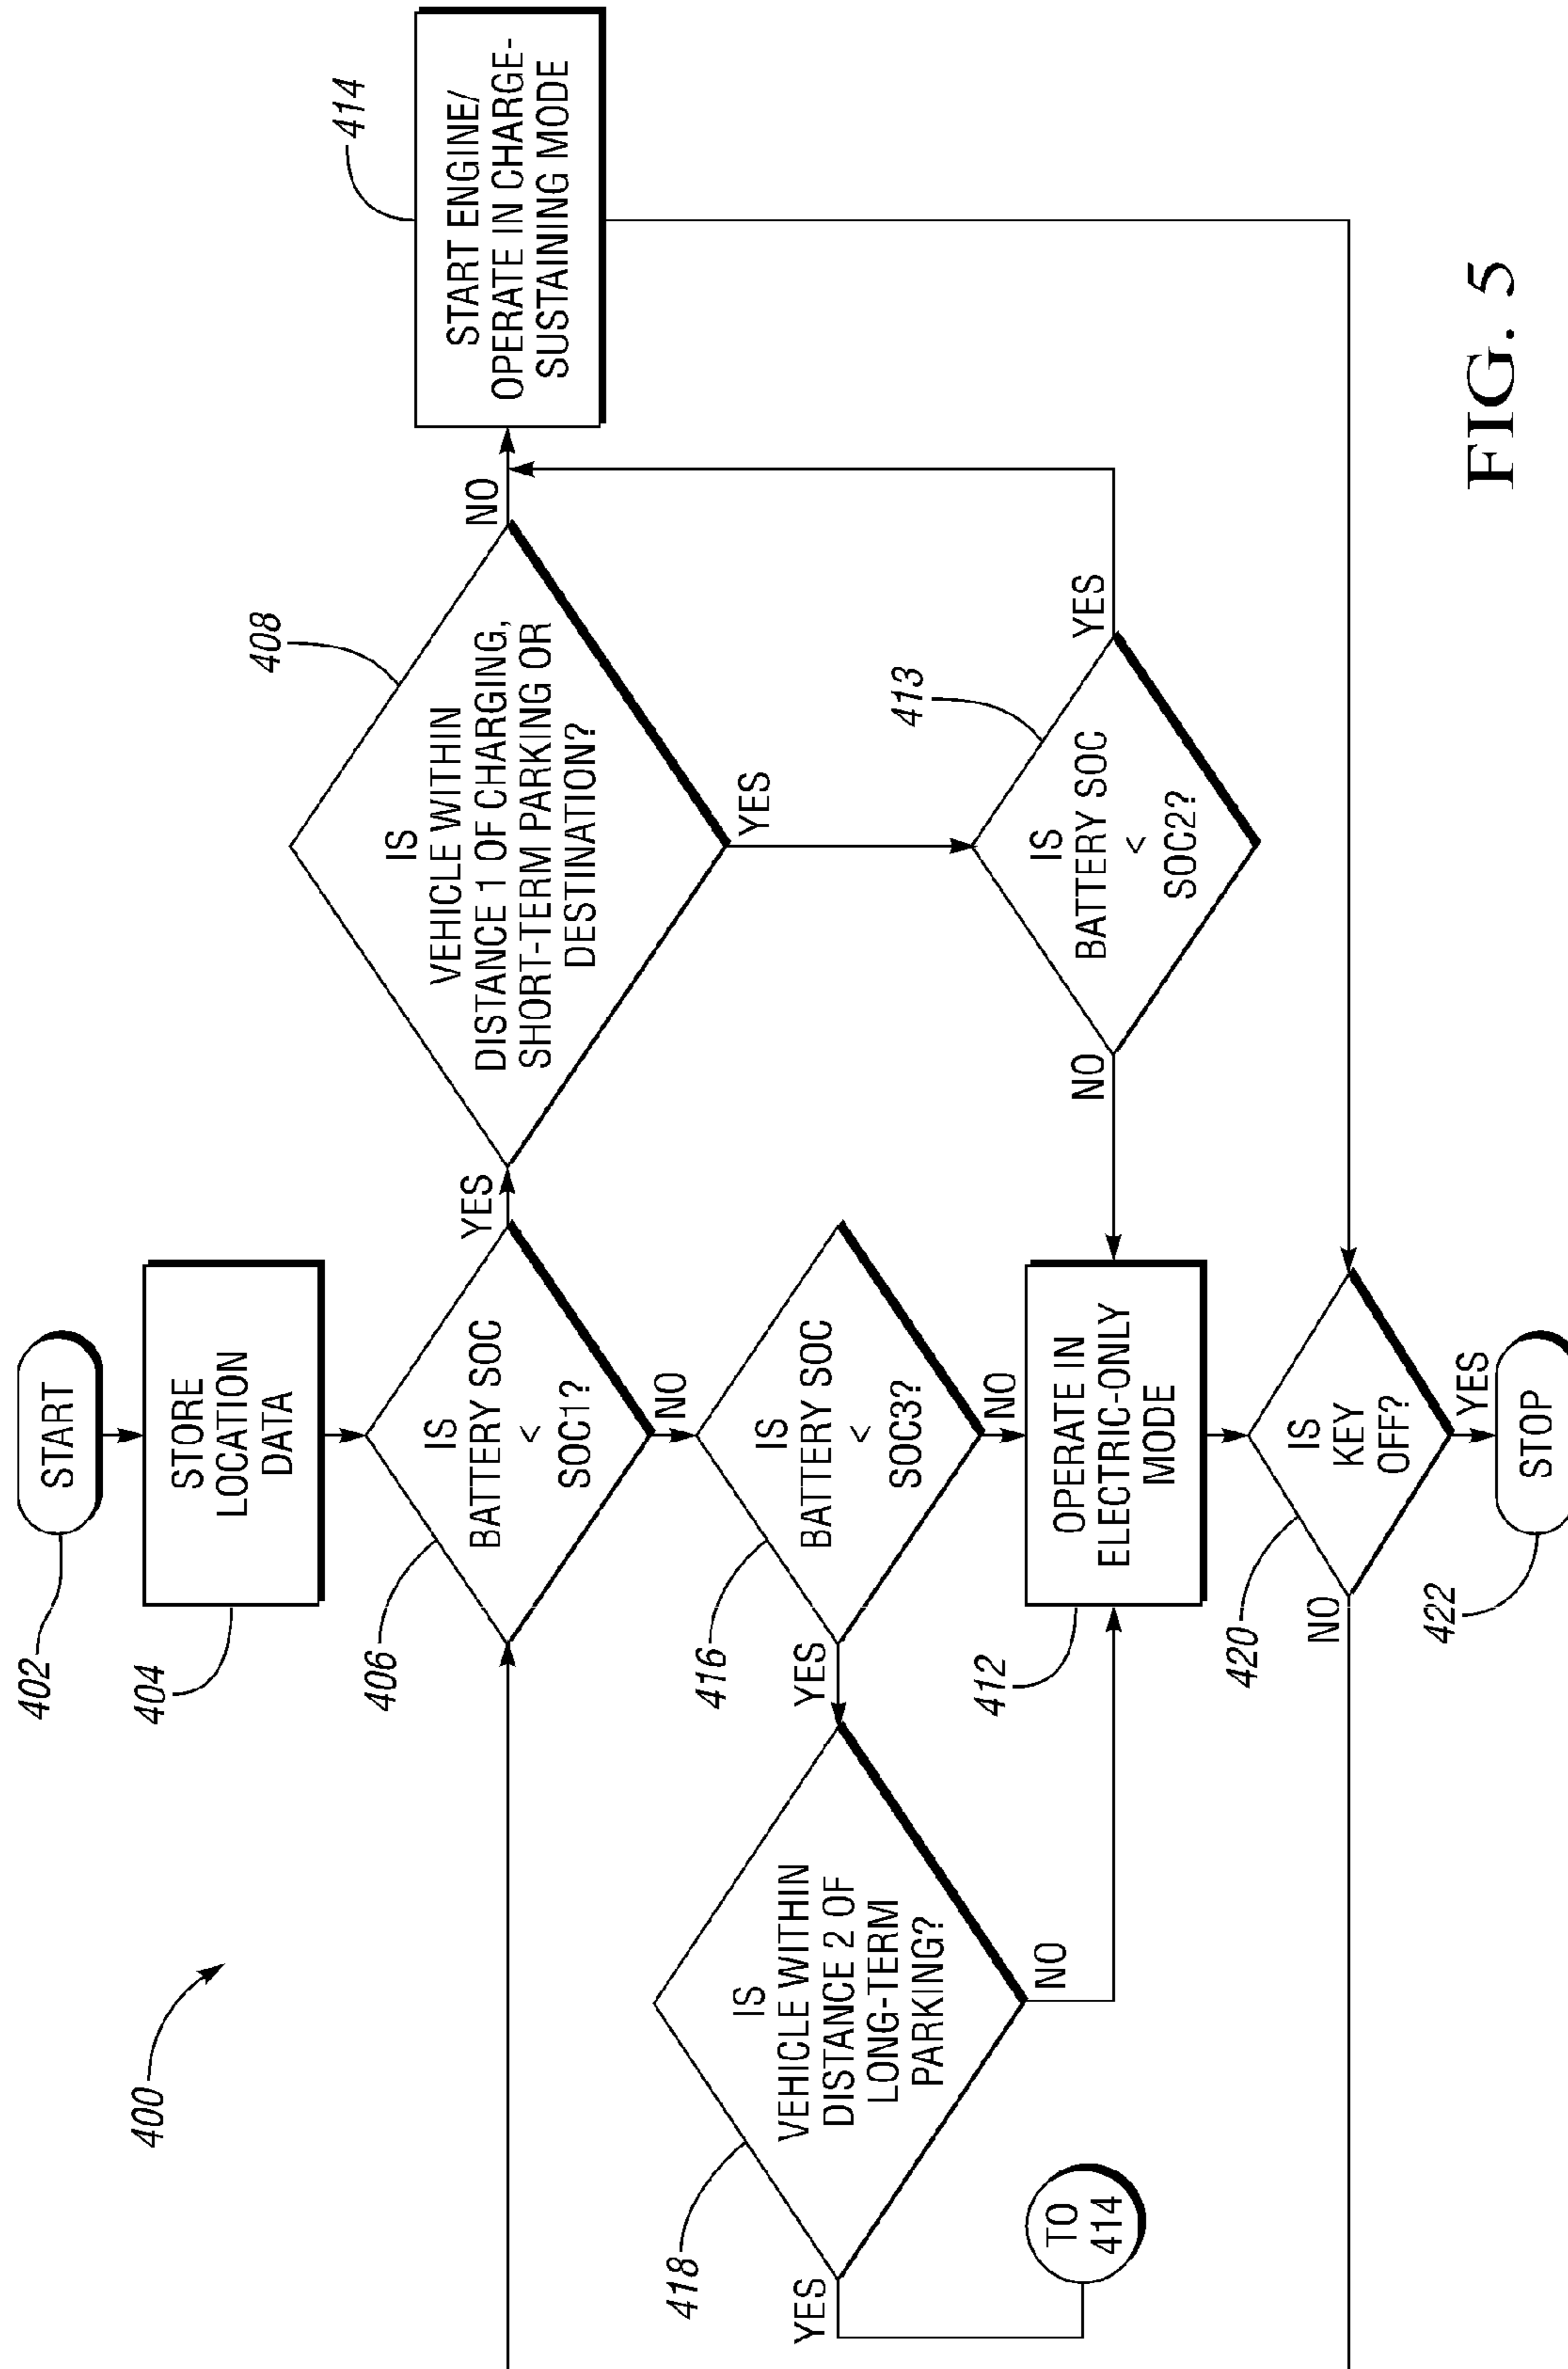 400
402
START
404
STORE
LOCATION
DATA
406
IS
BATTERY SOC
<
SOC1?
YES
NO
408
IS
VEHICLE WITHIN
DISTANCE 1 OF CHARGING,
SHORT-TERM PARKING OR
DESTINATION?
NO
YES
414
START ENGINE/
OPERATE IN CHARGE-
SUSTAINING MODE
418
IS
VEHICLE WITHIN
DISTANCE 2 OF
LONG-TERM
PARKING?
YES
NO
TO
414
416
IS
BATTERY SOC
<
SOC3?
YES
NO
413
IS
BATTERY SOC
<
SOC2?
NO
YES
412
OPERATE IN
ELECTRIC-ONLY
MODE
420
IS
KEY
OFF?
NO
YES
422
STOP
FIG. 5